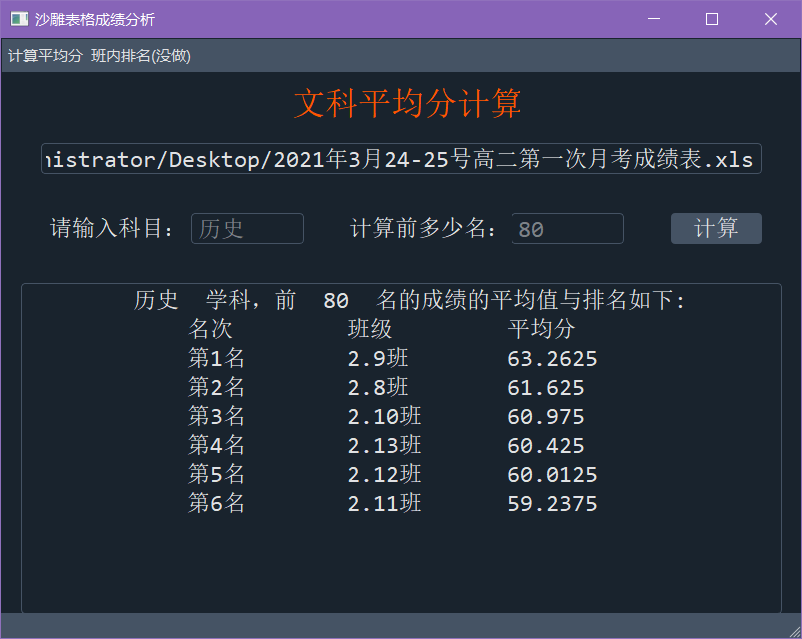 沙雕表格成绩分析
计算平均分 班内排名(没做)
文科平均分计算
nistrator/Desktop/2021年3月24-25号高二第一次月考成绩表.xls
请输入科目： 历史 计算前多少名： 80 计算
历史 学科，前 80 名的成绩的平均值与排名如下:
名次 班级 平均分
第1名 2.9班 63.2625
第2名 2.8班 61.625
第3名 2.10班 60.975
第4名 2.13班 60.425
第5名 2.12班 60.0125
第6名 2.11班 59.2375